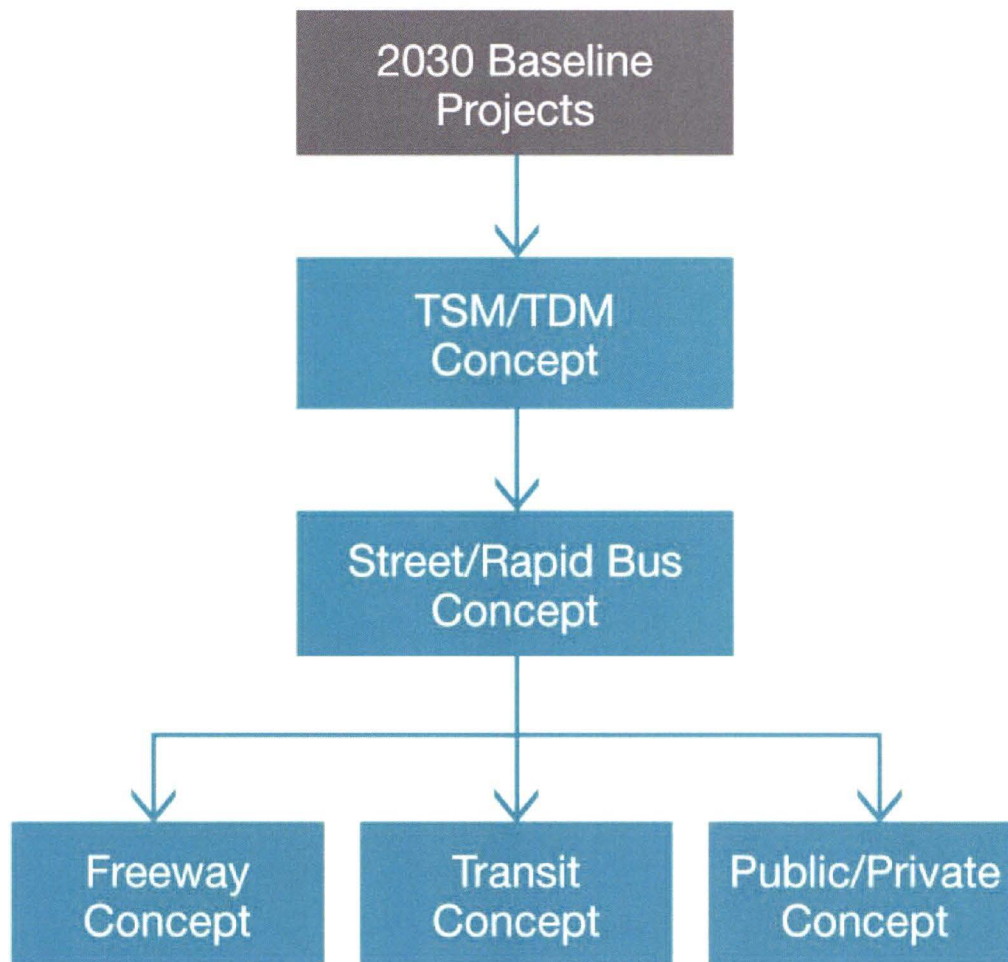 2030 Baseline
Projects
TSM/TDM
Concept
Street/Rapid Bus
Concept
Freeway
Concept
Transit
Concept
Public/Private
Concept